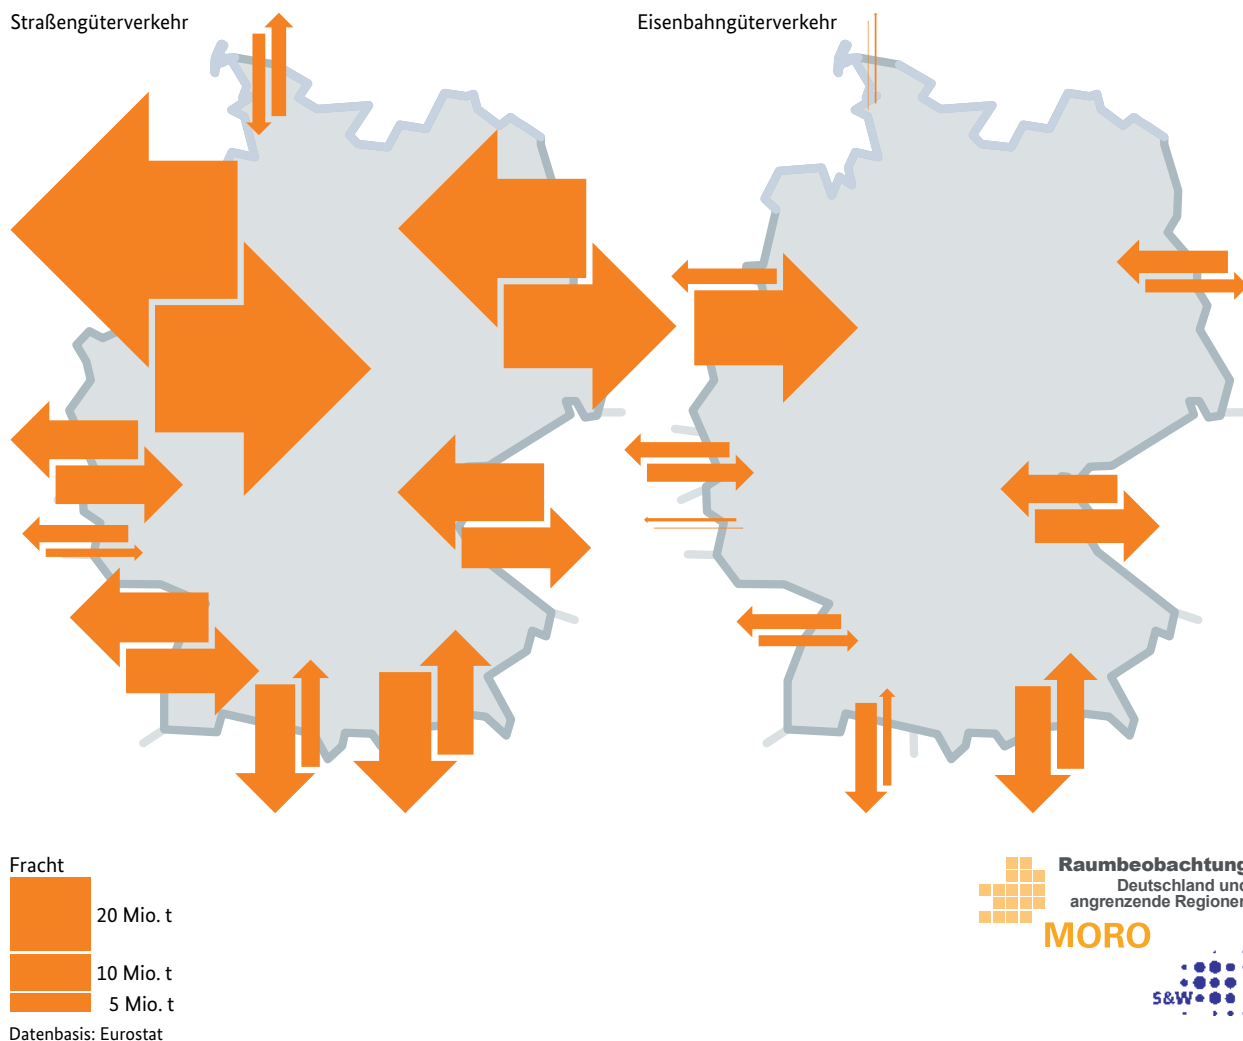 Straßengüterverkehr
Eisenbahngüterverkehr
Fracht
20 Mio. t
10 Mio. t
5 Mio. t
Datenbasis: Eurostat
Raumbeobachtung
Deutschland und
angrenzende Regionen
MORO
S&W